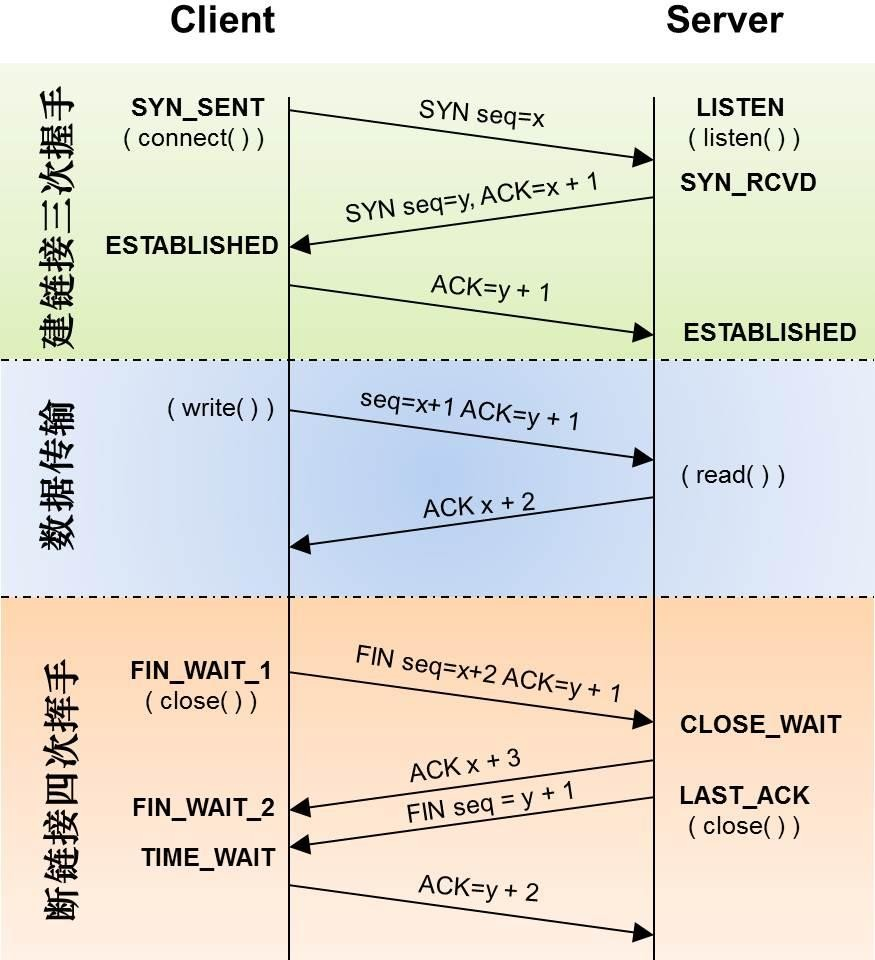 Client
Server
建链接三次握手
SYN_SENT
( connect( ) )
SYN seq=x
LISTEN
( listen( ) )
SYN_RCVD
SYN seq=y, ACK=x + 1
ESTABLISHED
ACK=y + 1
ESTABLISHED
数据传输
( write( ) )
seq=x+1 ACK=y + 1
( read( ) )
ACK x + 2
断链接四次挥手
FIN_WAIT_1
( close( ) )
FIN seq=x+2 ACK=y + 1
CLOSE_WAIT
ACK x + 3
FIN_WAIT_2
FIN seq = y + 1
LAST_ACK
( close( ) )
TIME_WAIT
ACK=y + 2